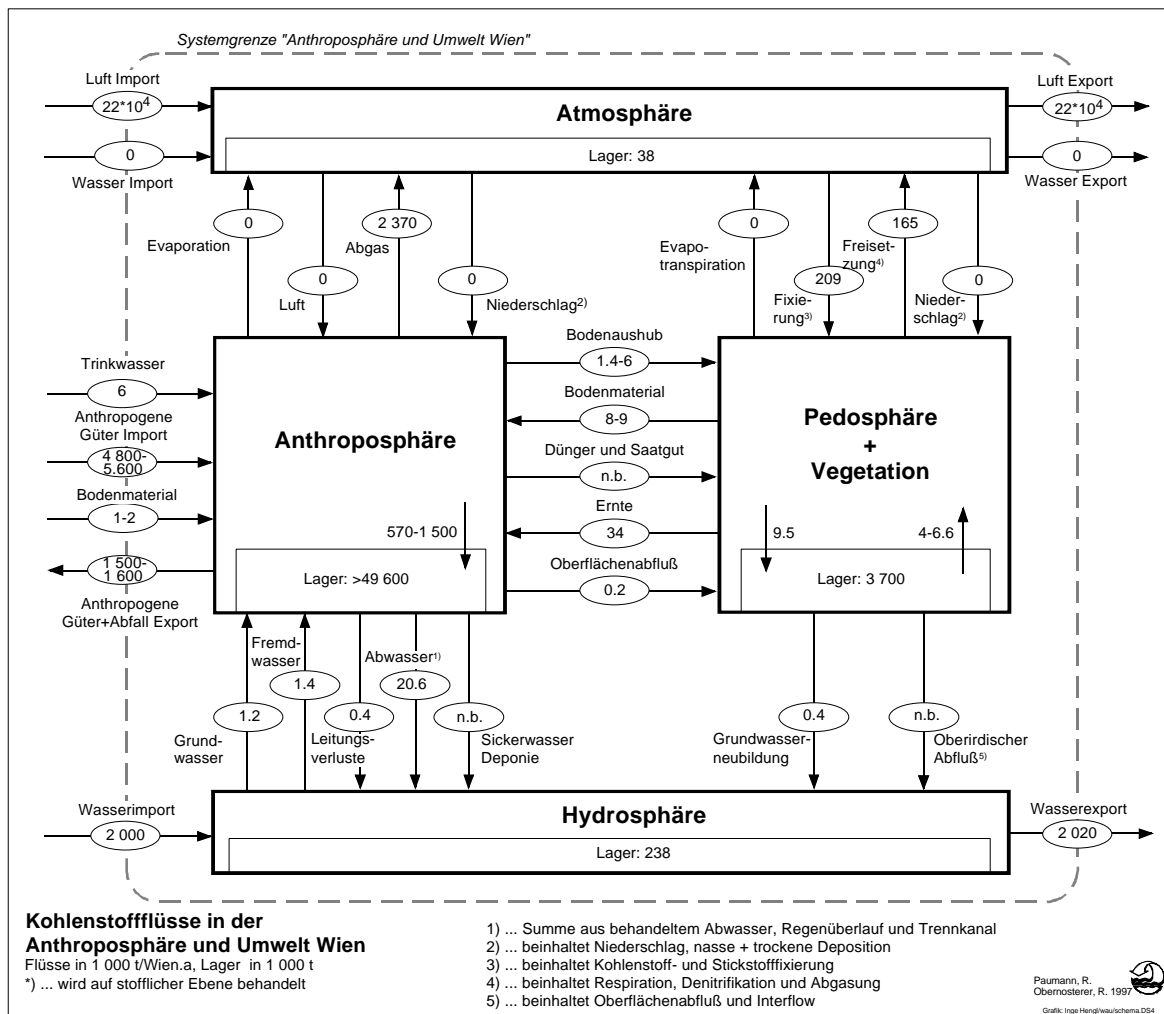 Systemgrenze "Anthroposphäre und Umwelt Wien"
Luft Import
22*10⁴
0
Wasser Import
Atmosphäre
Lager: 38
Luft Export
22*10⁴
0
Wasser Export
0
Evaporation
0
Luft
2 370
Abgas
0
Niederschlag²⁾
0
Evapo-
transpiration
209
Fixie-
rung³⁾
165
Freiset-
zung⁴⁾
0
Nieder-
schlag²⁾
Trinkwasser
6
Anthropogene
Güter Import
4 800-
5.600
Bodenmaterial
1-2
1 500-
1 600
Anthropogene
Güter+Abfall Export
Anthroposphäre
570-1 500
Lager: >49 600
Bodenaushub
1.4-6
Bodenmaterial
8-9
Dünger und Saatgut
n.b.
Ernte
34
Oberflächenabfluß
0.2
Pedosphäre
+
Vegetation
9.5
4-6.6
Lager: 3 700
1.2
Grund-
wasser
Fremd-
wasser
1.4
0.4
Leitungs-
verluste
Abwasser¹⁾
20.6
n.b.
Sickerwasser
Deponie
0.4
Grundwasser-
neubildung
n.b.
Oberirdischer
Abfluß⁵⁾
Wasserimport
2 000
Hydrosphäre
Lager: 238
Wasserexport
2 020
Kohlenstoffflüsse in der
Anthroposphäre und Umwelt Wien
Flüsse in 1 000 t/Wien.a, Lager in 1 000 t
*) ... wird auf stofflicher Ebene behandelt
1) ... Summe aus behandeltem Abwasser, Regenüberlauf und Trennkanal
2) ... beinhaltet Niederschlag, nasse + trockene Deposition
3) ... beinhaltet Kohlenstoff- und Stickstofffixierung
4) ... beinhaltet Respiration, Denitrifikation und Abgasung
5) ... beinhaltet Oberflächenabfluß und Interflow
Paumann, R.
Obernosterer, R. 1997
Grafik: Inge Hengl/wau/schema.DS4